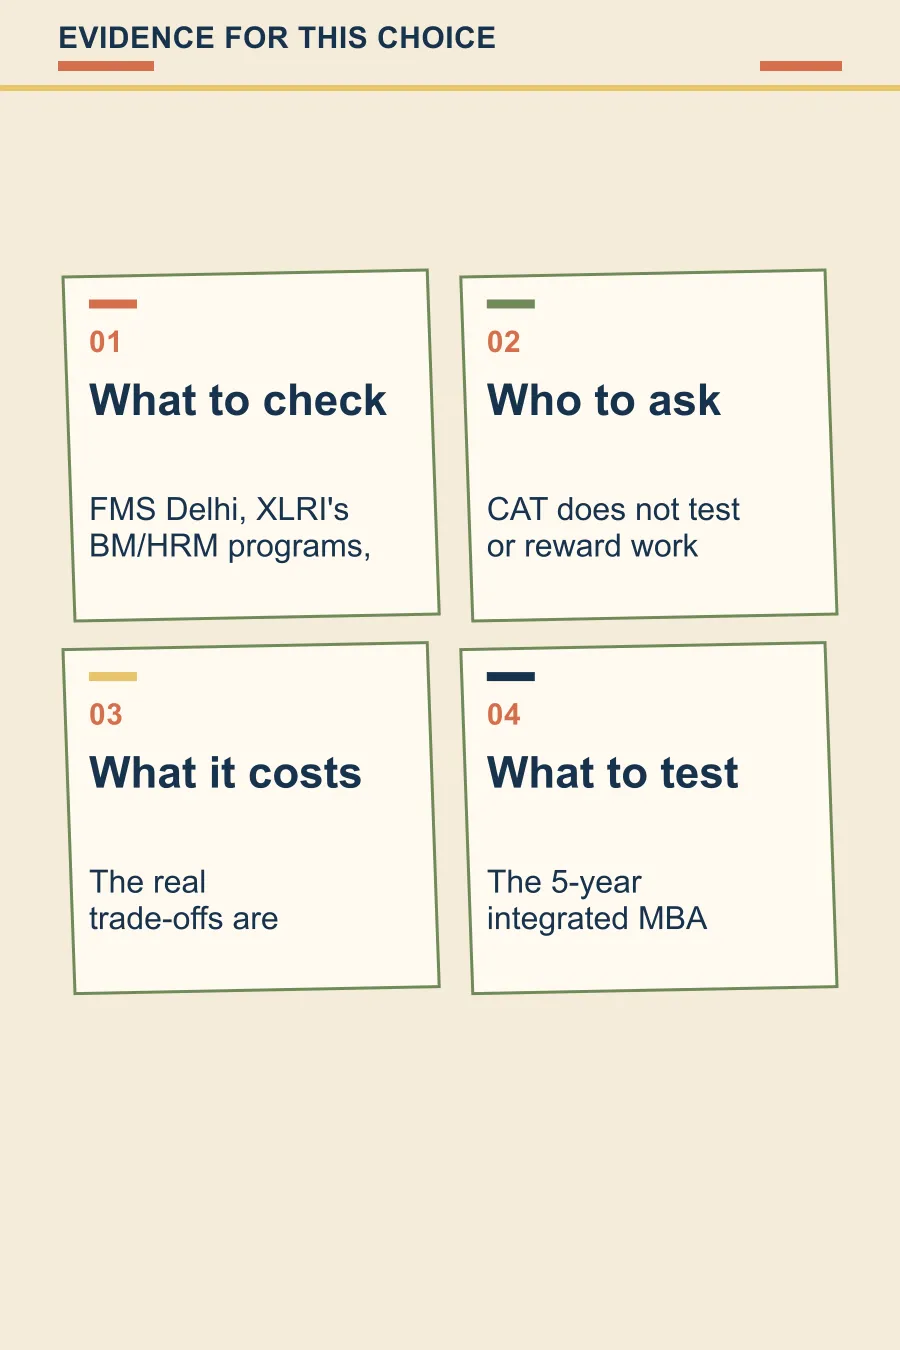 EVIDENCE FOR THIS CHOICE
01
What to check
FMS Delhi, XLRI's
BM/HRM programs,
02
Who to ask
CAT does not test
or reward work
03
What it costs
The real
trade-offs are
04
What to test
The 5-year
integrated MBA